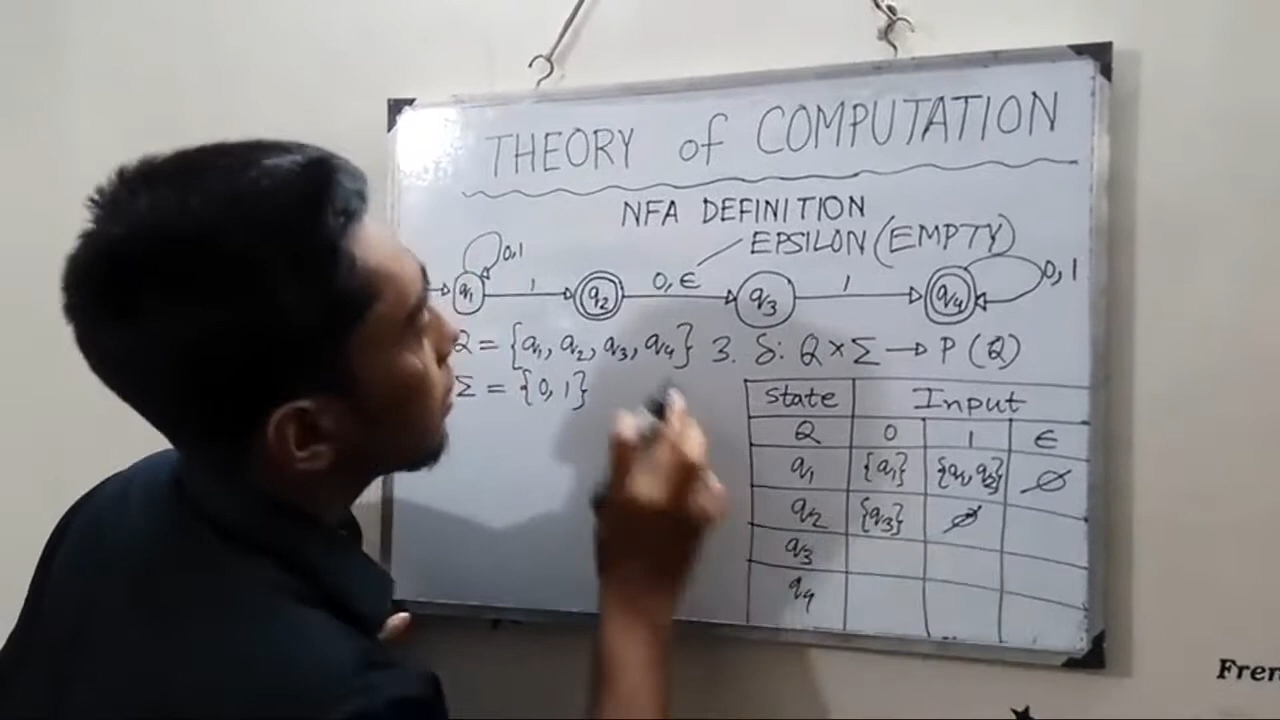 THEORY of COMPUTATION
NFA DEFINITION
EPSILON (EMPTY)
0,1 0,1
q1 1 q2 0, ϵ q3 1 q4
Q = {q1, q2, q3, q4} 3. δ: Q × Σ → P (Q)
Σ = {0, 1}
State Input
Q 0 1 ϵ
q1 {q1} {q1, q2} ∅
q2 {q3} ∅
q3
q4
Fren